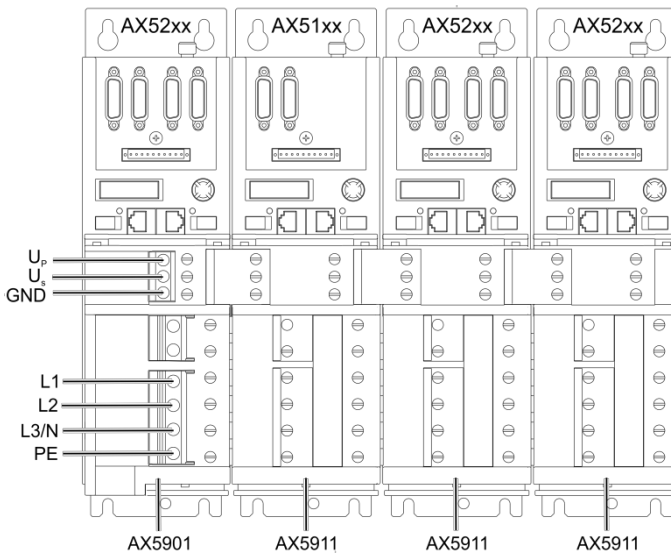 AX52xx AX51xx AX52xx AX52xx
Uₚ
Uₛ
GND
L1
L2
L3/N
PE
AX5901 AX5911 AX5911 AX5911